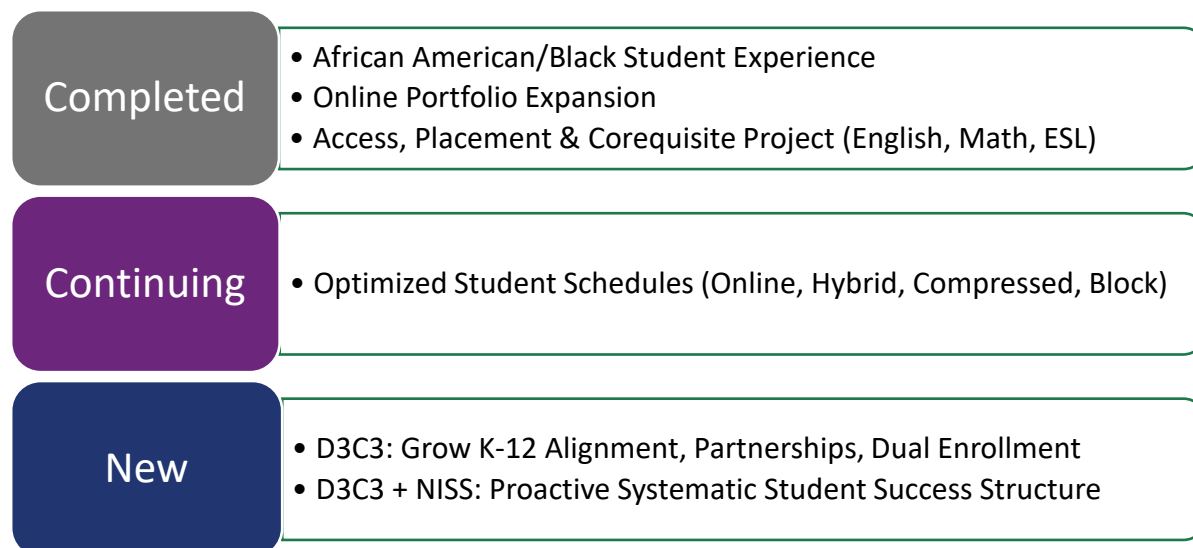 Completed
• African American/Black Student Experience
• Online Portfolio Expansion
• Access, Placement & Corequisite Project (English, Math, ESL)
Continuing
• Optimized Student Schedules (Online, Hybrid, Compressed, Block)
New
• D3C3: Grow K-12 Alignment, Partnerships, Dual Enrollment
• D3C3 + NISS: Proactive Systematic Student Success Structure